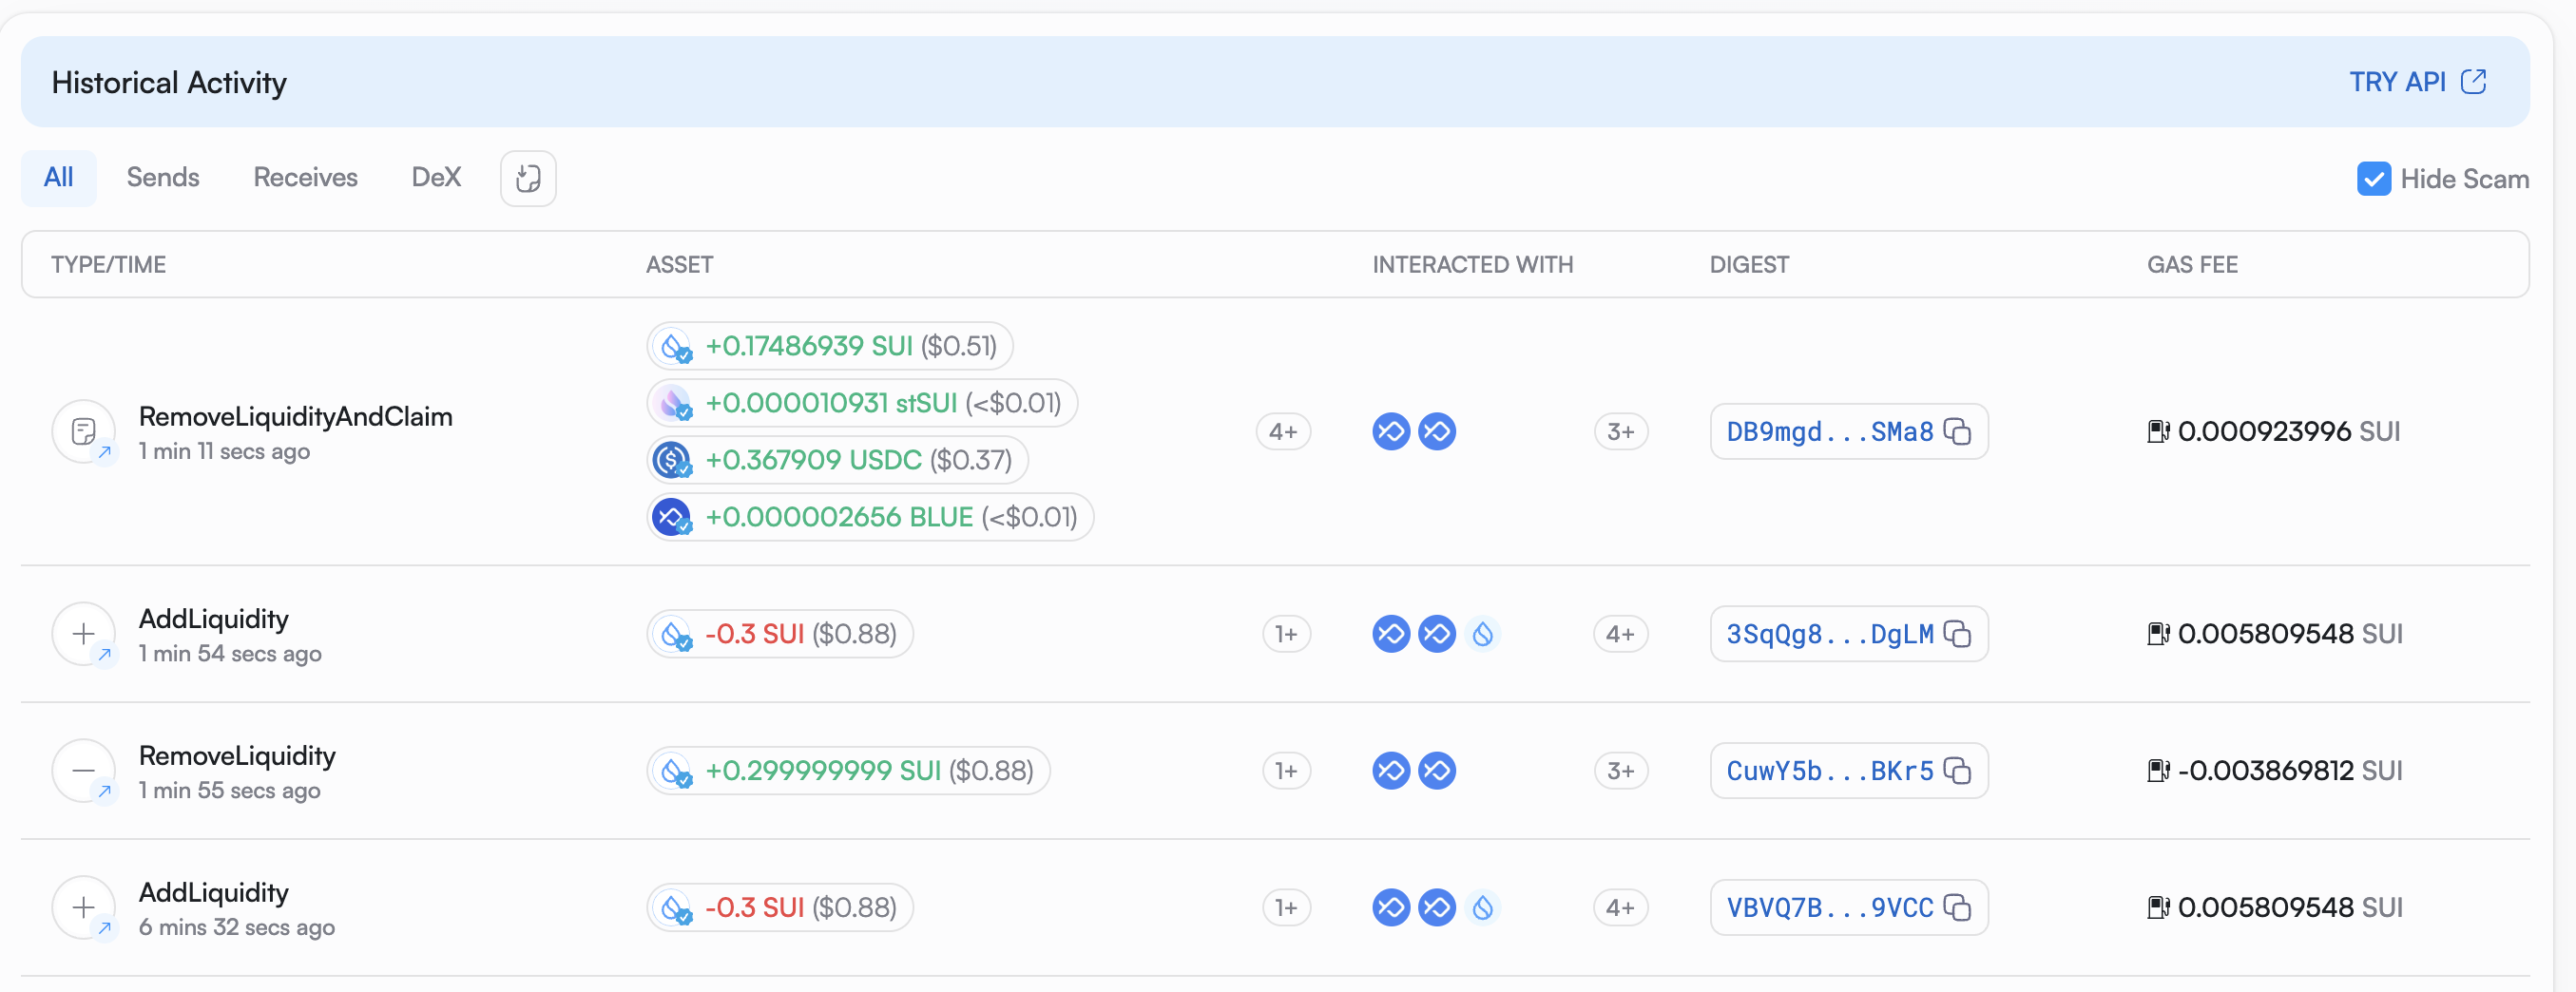 Historical Activity
TRY API
All Sends Receives DeX
Hide Scam
TYPE/TIME ASSET INTERACTED WITH DIGEST GAS FEE
RemoveLiquidityAndClaim
1 min 11 secs ago
+0.17486939 SUI ($0.51)
+0.000010931 stSUI (<$0.01)
+0.367909 USDC ($0.37)
+0.000002656 BLUE (<$0.01)
4+ 3+ DB9mgd...SMa8 0.000923996 SUI
AddLiquidity
1 min 54 secs ago
-0.3 SUI ($0.88) 1+ 4+ 3SqQg8...DgLM 0.005809548 SUI
RemoveLiquidity
1 min 55 secs ago
+0.299999999 SUI ($0.88) 1+ 3+ CuwY5b...BKr5 -0.003869812 SUI
AddLiquidity
6 mins 32 secs ago
-0.3 SUI ($0.88) 1+ 4+ VBVQ7B...9VCC 0.005809548 SUI